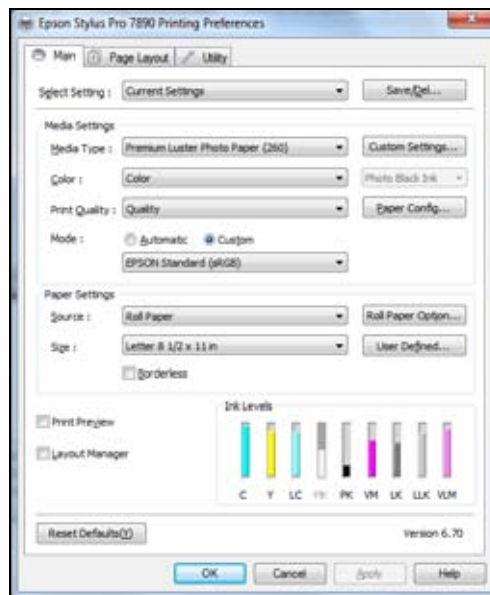 Epson Stylus Pro 7890 Printing Preferences
Main Page Layout Utility
Select Setting : Current Settings Save/Del...
Media Settings
Media Type : Premium Luster Photo Paper (260) Custom Settings...
Color : Color Photo Black Ink
Print Quality : Quality Paper Config...
Mode : Automatic Custom
EPSON Standard (sRGB)
Paper Settings
Source : Roll Paper Roll Paper Option...
Size : Letter 8 1/2 x 11 in User Defined...
Borderless
Ink Levels
Print Preview
Layout Manager
C Y LC MK PK VM LK LLK VLM
Reset Defaults(Y) Version 6.70
OK Cancel Apply Help